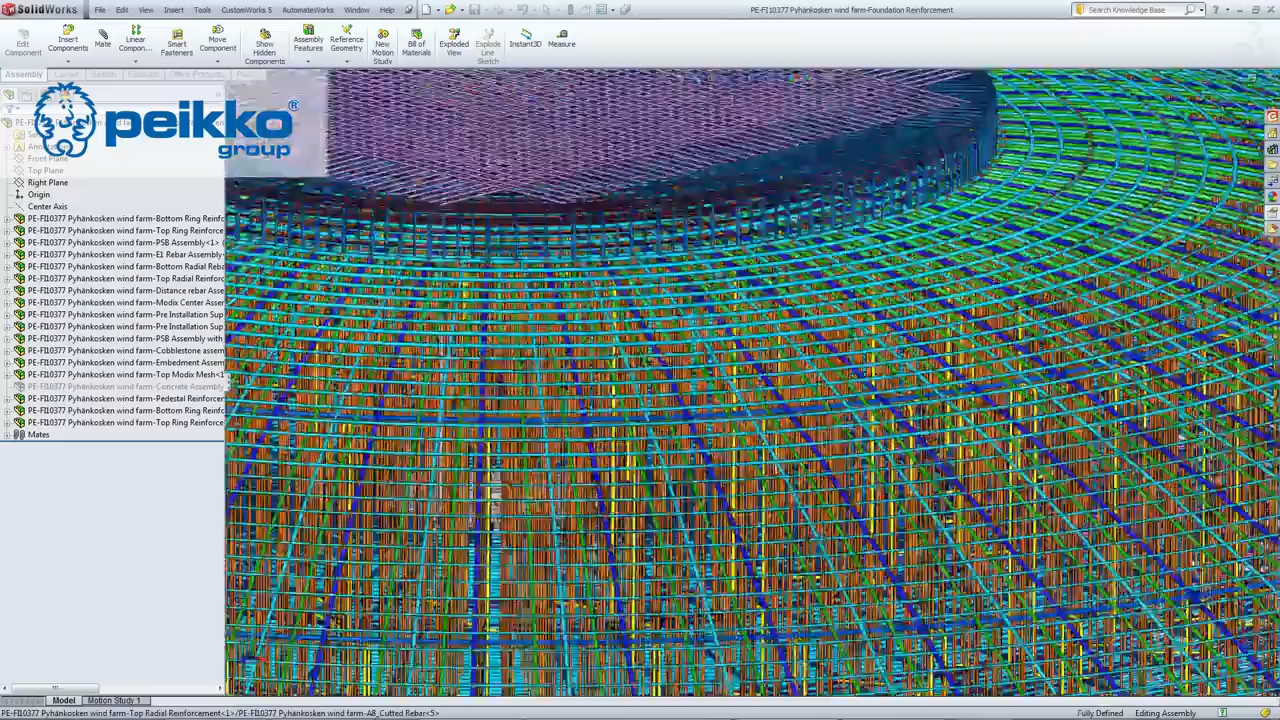 SolidWorks File Edit View Insert Tools CustomWorks 5 AutomateWorks Window Help PE-FI10377 Pyhänkosken wind farm-Foundation Reinforcement Search Knowledge Base
Edit Component
Insert Components
Mate
Linear Compon...
Smart Fasteners
Move Component
Show Hidden Components
Assembly Features
Reference Geometry
New Motion Study
Bill of Materials
Exploded View
Explode Line Sketch
Instant3D
Measure
Assembly Layout Sketch Evaluate Office Products
peikko®
group
Front Plane
Top Plane
Right Plane
Origin
Center Axis
PE-FI10377 Pyhänkosken wind farm-Bottom Ring Reinfo
PE-FI10377 Pyhänkosken wind farm-Top Ring Reinforce
PE-FI10377 Pyhänkosken wind farm-PSB Assembly<1> (
PE-FI10377 Pyhänkosken wind farm-E1 Rebar Assembly
PE-FI10377 Pyhänkosken wind farm-Bottom Radial Reba
PE-FI10377 Pyhänkosken wind farm-Top Radial Reinforc
PE-FI10377 Pyhänkosken wind farm-Distance rebar Asse
PE-FI10377 Pyhänkosken wind farm-Modix Center Asser
PE-FI10377 Pyhänkosken wind farm-Pre Installation Sup
PE-FI10377 Pyhänkosken wind farm-Pre Installation Sup
PE-FI10377 Pyhänkosken wind farm-PSB Assembly with
PE-FI10377 Pyhänkosken wind farm-Cobblestone assem
PE-FI10377 Pyhänkosken wind farm-Embedment Assem
PE-FI10377 Pyhänkosken wind farm-Top Modix Mesh<1
PE-FI10377 Pyhänkosken wind farm-Concrete Assembly
PE-FI10377 Pyhänkosken wind farm-Pedestal Reinforcen
PE-FI10377 Pyhänkosken wind farm-Bottom Ring Reinfo
PE-FI10377 Pyhänkosken wind farm-Top Ring Reinforce
Mates
Model Motion Study 1
PE-FI10377 Pyhänkosken wind farm-Top Radial Reinforcement<1>/PE-FI10377 Pyhänkosken wind farm-A8_Cutted Rebar<5> Fully Defined Editing Assembly